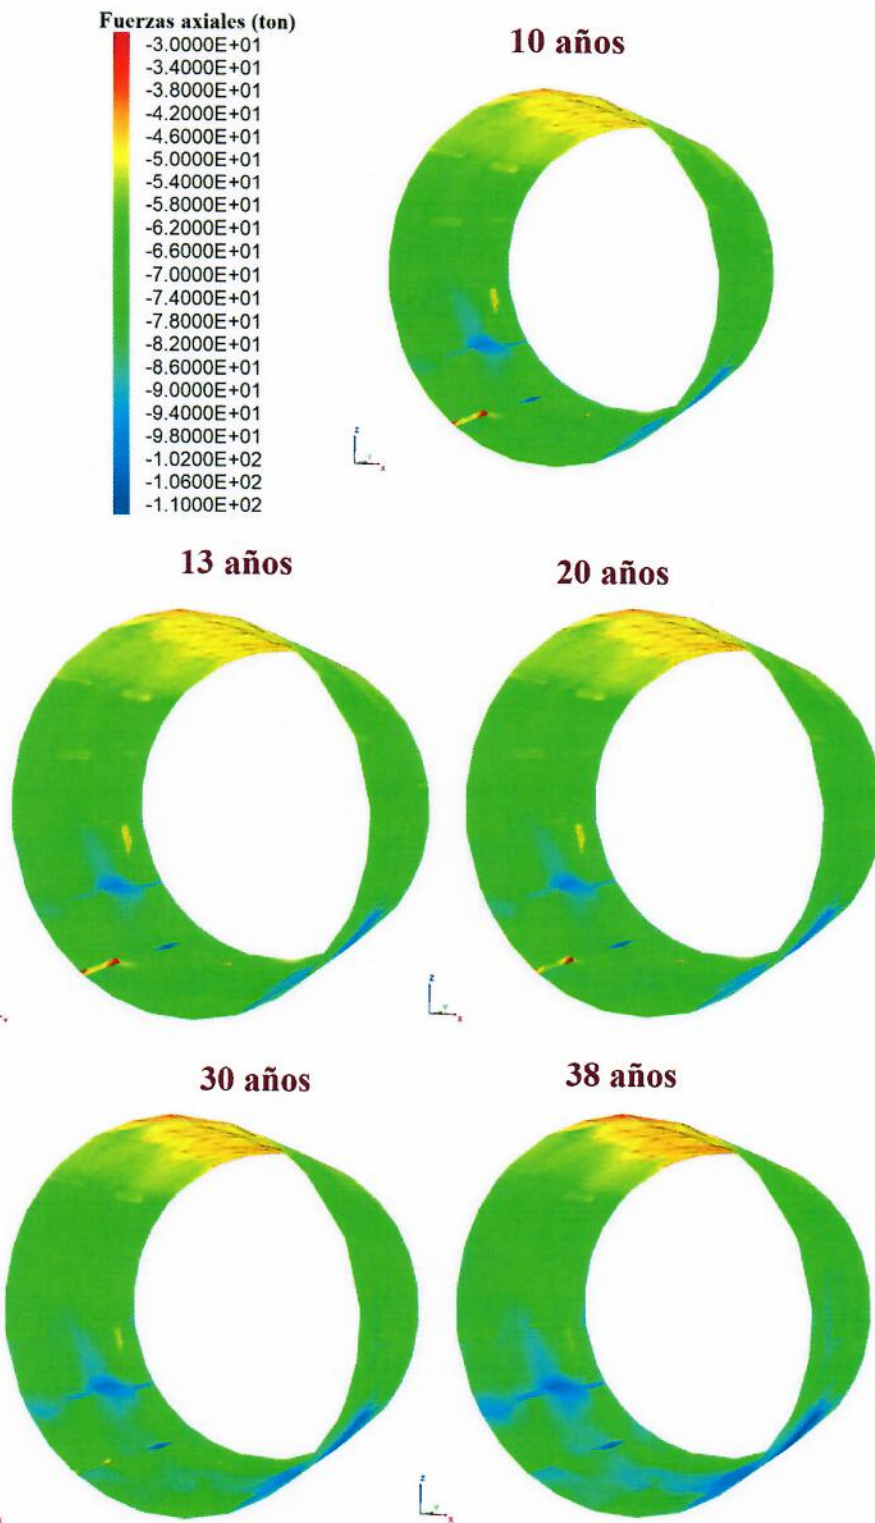 Fuerzas axiales (ton)
-3.0000E+01
-3.4000E+01
-3.8000E+01
-4.2000E+01
-4.6000E+01
-5.0000E+01
-5.4000E+01
-5.8000E+01
-6.2000E+01
-6.6000E+01
-7.0000E+01
-7.4000E+01
-7.8000E+01
-8.2000E+01
-8.6000E+01
-9.0000E+01
-9.4000E+01
-9.8000E+01
-1.0200E+02
-1.0600E+02
-1.1000E+02
10 años
z
Y
x
13 años
20 años
z
Y
x
30 años
38 años
z
Y
x